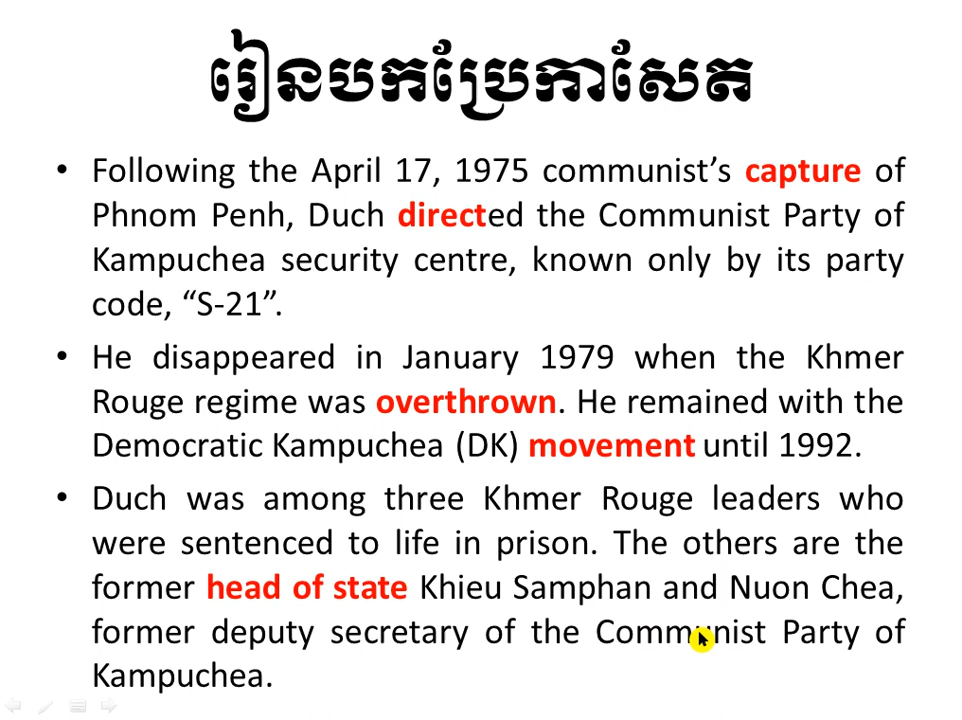 រៀនបកប្រែកាសែត
• Following the April 17, 1975 communist’s capture of
Phnom Penh, Duch directed the Communist Party of
Kampuchea security centre, known only by its party
code, “S-21”.
• He disappeared in January 1979 when the Khmer
Rouge regime was overthrown. He remained with the
Democratic Kampuchea (DK) movement until 1992.
• Duch was among three Khmer Rouge leaders who
were sentenced to life in prison. The others are the
former head of state Khieu Samphan and Nuon Chea,
former deputy secretary of the Communist Party of
Kampuchea.